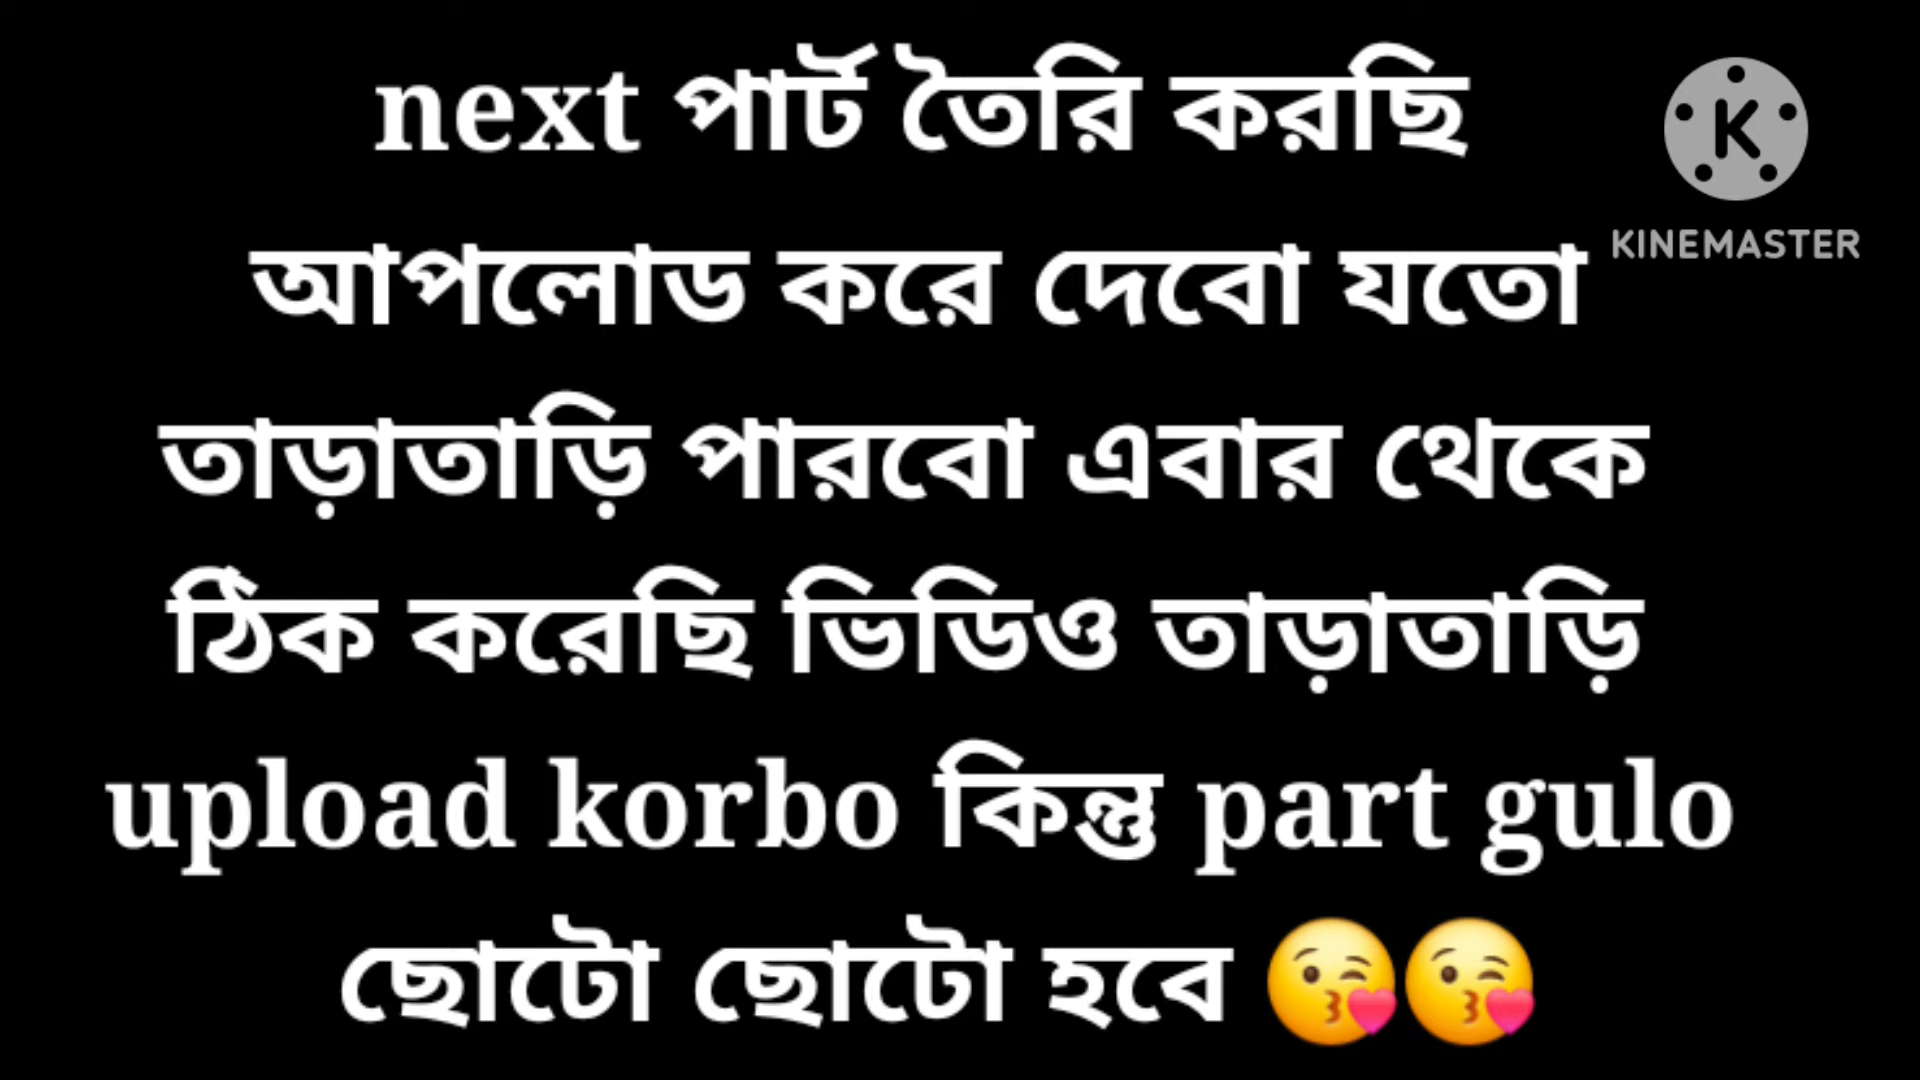 next পার্ট তৈরি করছি
আপলোড করে দেবো যতো
তাড়াতাড়ি পারবো এবার থেকে
ঠিক করেছি ভিডিও তাড়াতাড়ি
upload korbo কিন্তু part gulo
ছোটো ছোটো হবে 😘😘
K
KINEMASTER